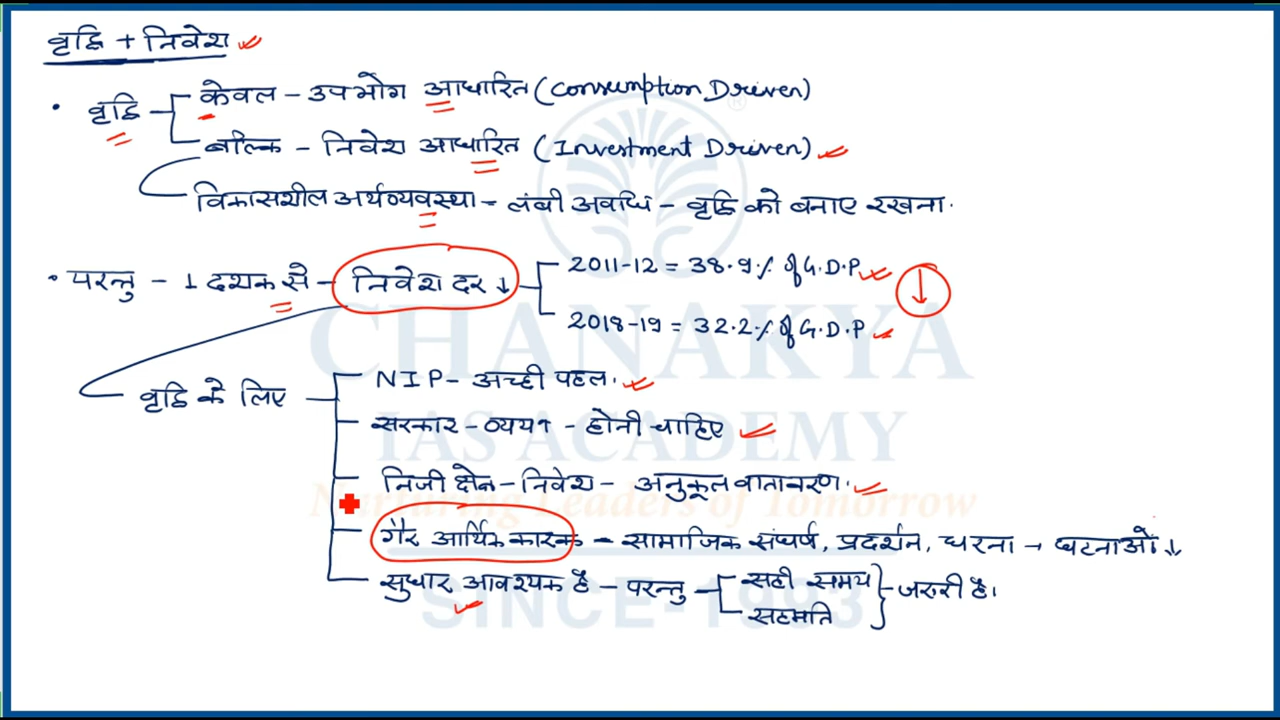 वृद्धि + निवेश
• वृद्धि - केवल - उपभोग आधारित (Consumption Driven)
बल्कि - निवेश आधारित (Investment Driven)
विकासशील अर्थव्यवस्था - लंबी अवधि - वृद्धि को बनाए रखना.
• परन्तु - 1 दशक से - निवेश दर ↓
2011-12 = 38.9% of G.D.P
↓
2018-19 = 32.2% of G.D.P
वृद्धि के लिए
NIP - अच्छी पहल.
सरकार - व्यय↑ - होनी चाहिए
निजी क्षेत्र - निवेश - अनुकूल वातावरण.
गैर आर्थिक कारक - सामाजिक संघर्ष, प्रदर्शन, धरना → घटनाओं ↓
सुधार आवश्यक है - परन्तु - सही समय
सहमति } - जरुरी है।
CHANAKYA
IAS ACADEMY
Nurturing Leaders of Tomorrow
SINCE-1993